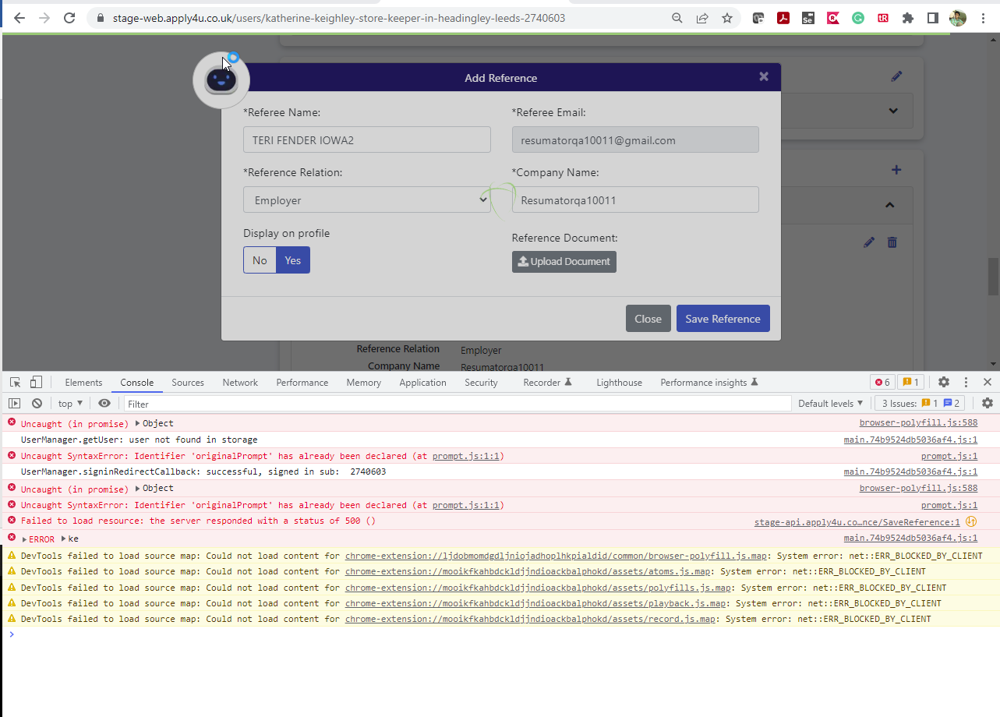 stage-web.apply4u.co.uk/users/katherine-keighley-store-keeper-in-headingley-leeds-2740603
Se
tR
Add Reference
*Referee Name:
*Referee Email:
TERI FENDER IOWA2
resumatorqa10011@gmail.com
*Reference Relation:
*Company Name:
Employer
Resumatorqa10011
Display on profile
Reference Document:
No
Yes
Upload Document
Close
Save Reference
Reference Relation
Employer
Company Name
Resumatorqa10011
Elements Console Sources Network Performance Memory Application Security Recorder Lighthouse Performance insights 6 1
top Filter Default levels 3 Issues: 1 2
Uncaught (in promise) Object browser-polyfill.js:588
UserManager.getUser: user not found in storage main.74b9524db5036af4.js:1
Uncaught SyntaxError: Identifier 'originalPrompt' has already been declared (at prompt.js:1:1) prompt.js:1
UserManager.signinRedirectCallback: successful, signed in sub: 2740603 main.74b9524db5036af4.js:1
Uncaught (in promise) Object browser-polyfill.js:588
Uncaught SyntaxError: Identifier 'originalPrompt' has already been declared (at prompt.js:1:1) prompt.js:1
Failed to load resource: the server responded with a status of 500 () stage-api.apply4u.co…nce/SaveReference:1
ERROR ke main.74b9524db5036af4.js:1
DevTools failed to load source map: Could not load content for chrome-extension://ljdobmomdgdljniojadhoplhkpialdid/common/browser-polyfill.js.map: System error: net::ERR_BLOCKED_BY_CLIENT
DevTools failed to load source map: Could not load content for chrome-extension://mooikfkahbdckldjjndioackbalphokd/assets/atoms.js.map: System error: net::ERR_BLOCKED_BY_CLIENT
DevTools failed to load source map: Could not load content for chrome-extension://mooikfkahbdckldjjndioackbalphokd/assets/polyfills.js.map: System error: net::ERR_BLOCKED_BY_CLIENT
DevTools failed to load source map: Could not load content for chrome-extension://mooikfkahbdckldjjndioackbalphokd/assets/playback.js.map: System error: net::ERR_BLOCKED_BY_CLIENT
DevTools failed to load source map: Could not load content for chrome-extension://mooikfkahbdckldjjndioackbalphokd/assets/record.js.map: System error: net::ERR_BLOCKED_BY_CLIENT